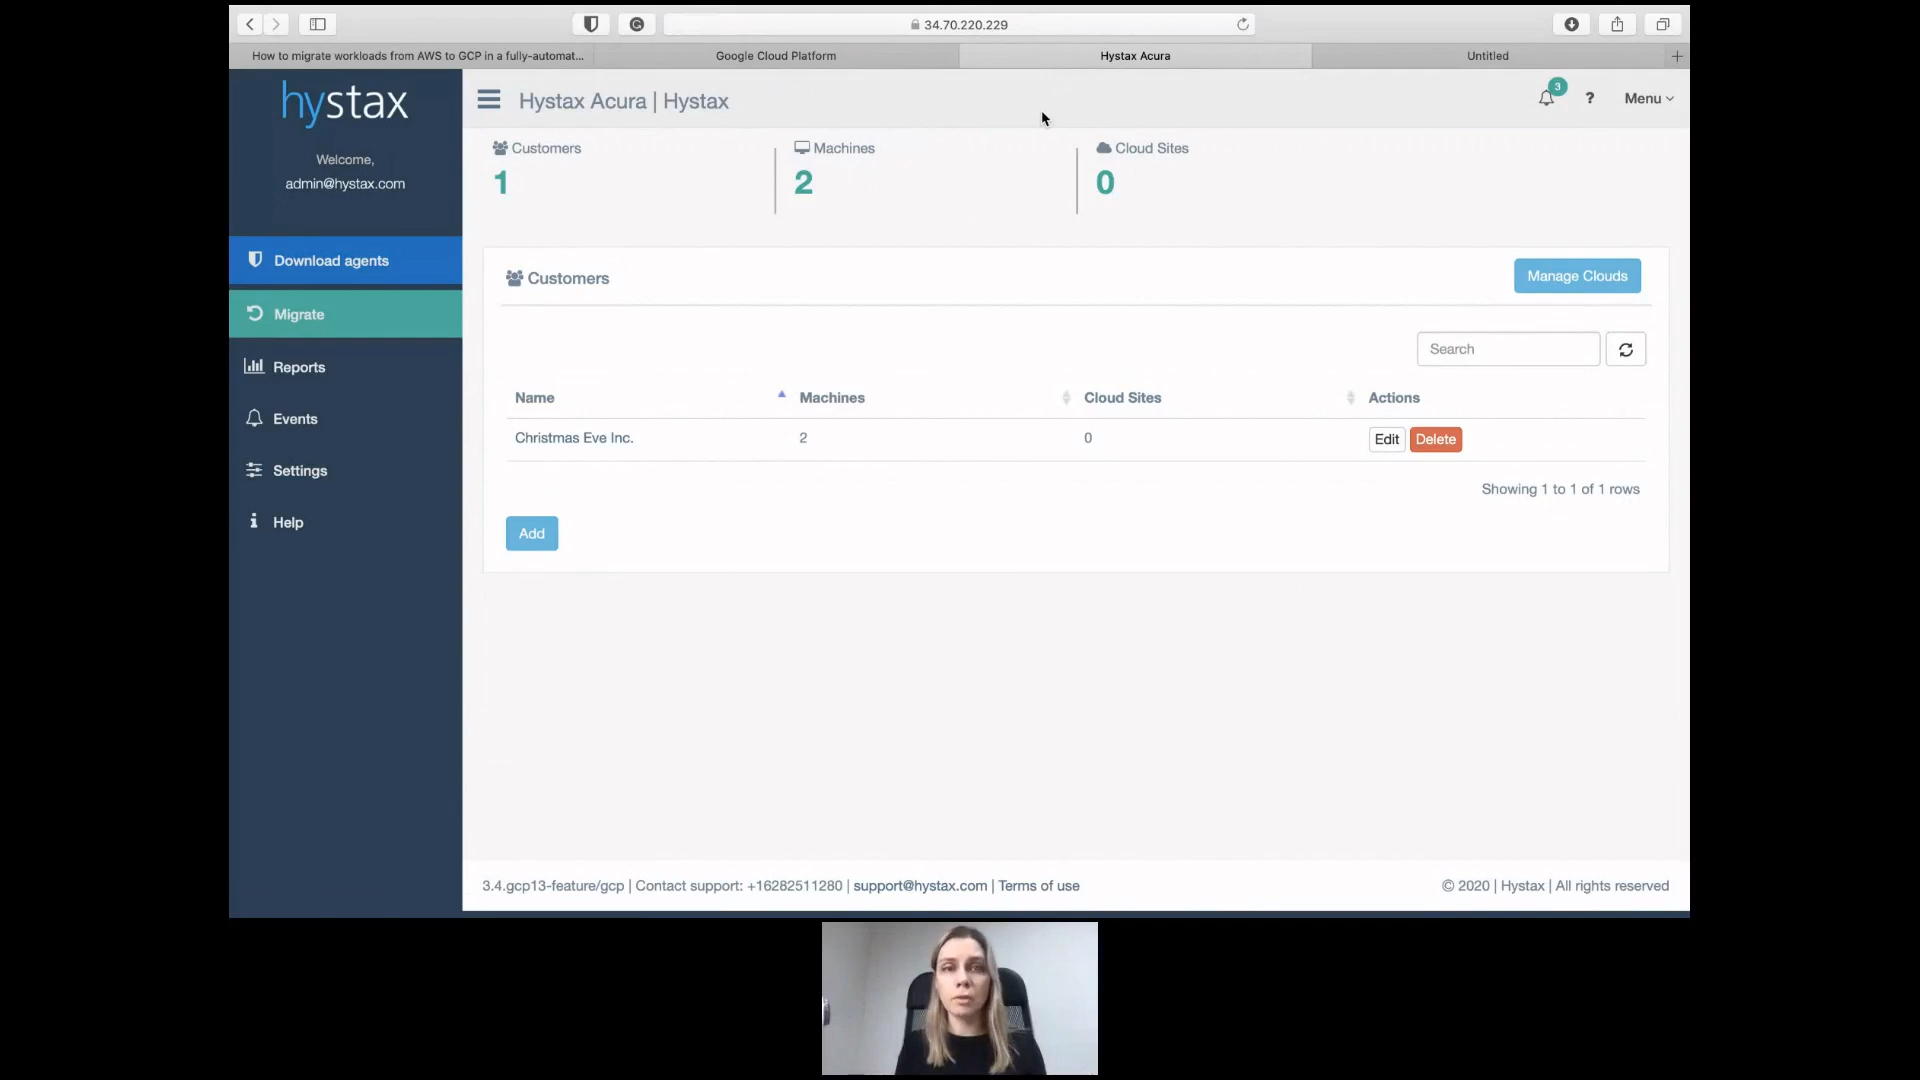 34.70.220.229
How to migrate workloads from AWS to GCP in a fully-automat...
Google Cloud Platform
Hystax Acura
Untitled
hystax
Welcome,
admin@hystax.com
Download agents
Migrate
Reports
Events
Settings
Help
Hystax Acura | Hystax
3
?
Menu
Customers
1
Machines
2
Cloud Sites
0
Customers
Manage Clouds
Search
Name Machines Cloud Sites Actions
Christmas Eve Inc. 2 0 Edit Delete
Showing 1 to 1 of 1 rows
Add
3.4.gcp13-feature/gcp | Contact support: +16282511280 | support@hystax.com | Terms of use
© 2020 | Hystax | All rights reserved